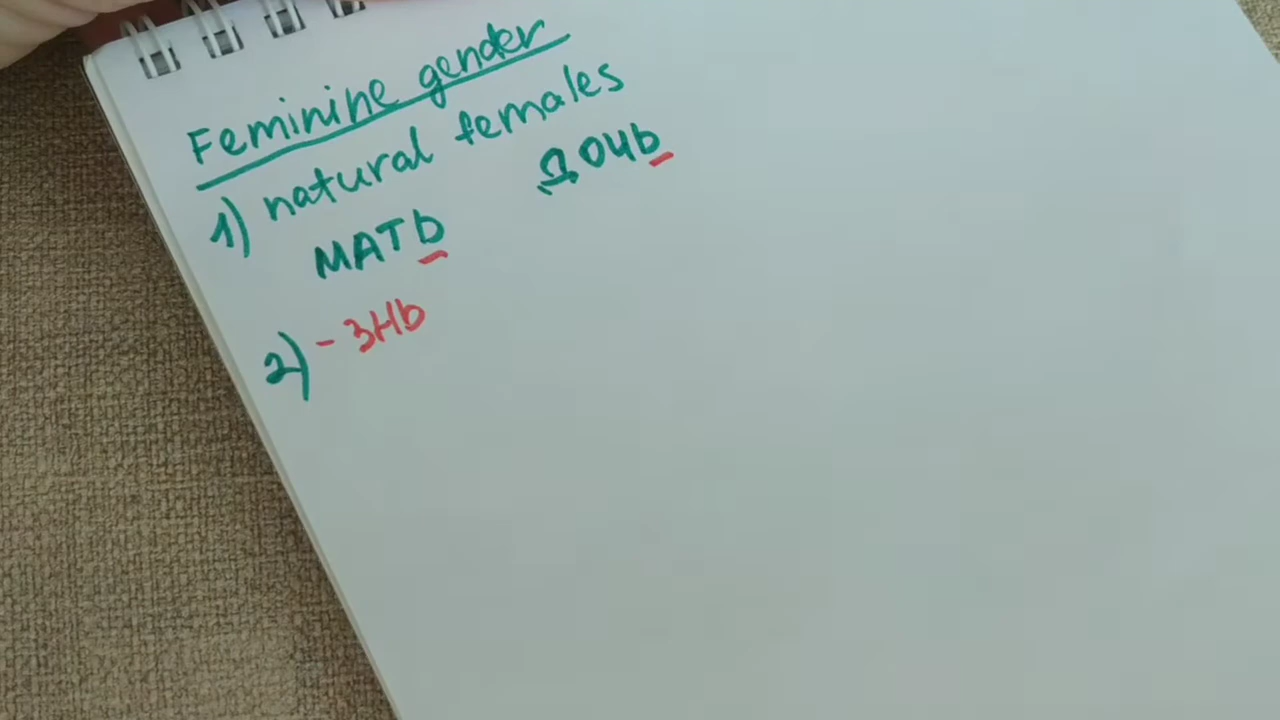 Feminine gender
1) natural females
МАТЬ ДОЧЬ
2) -знь